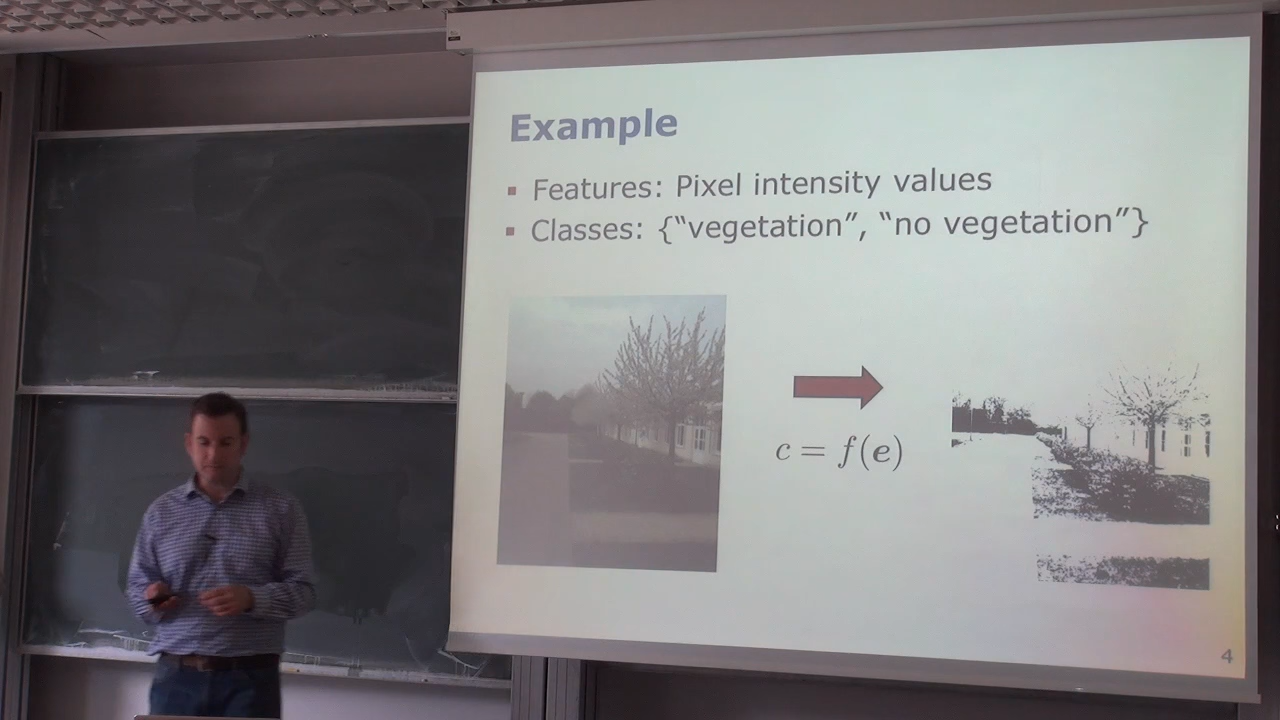 Example
Features: Pixel intensity values
Classes: {“vegetation”, “no vegetation”}
c = f(e)
4